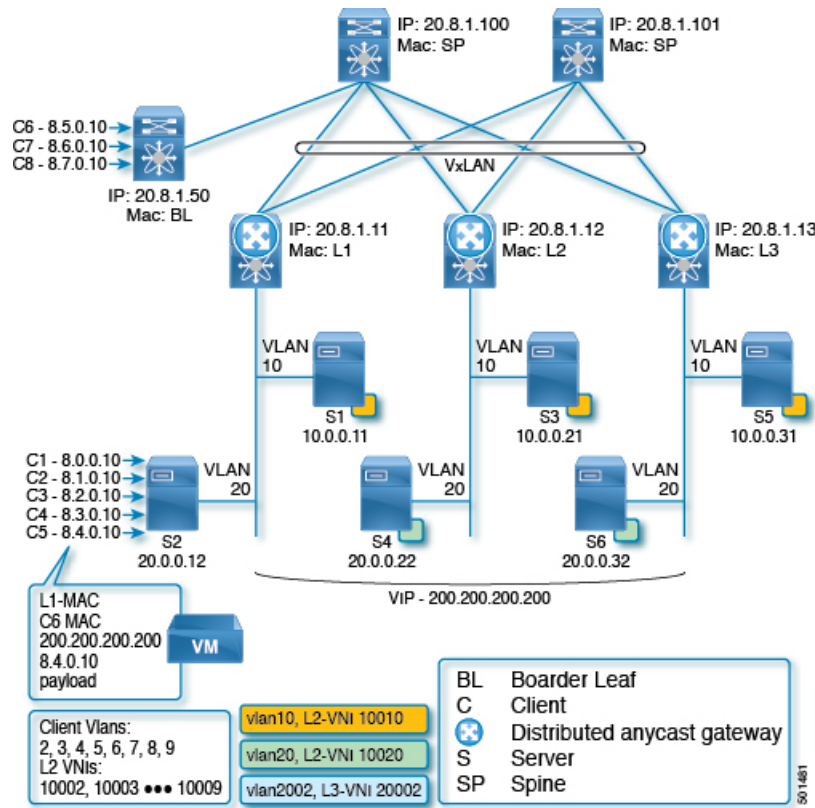 IP: 20.8.1.100
Mac: SP
IP: 20.8.1.101
Mac: SP
C6 - 8.5.0.10
C7 - 8.6.0.10
C8 - 8.7.0.10
IP: 20.8.1.50
Mac: BL
VxLAN
IP: 20.8.1.11
Mac: L1
IP: 20.8.1.12
Mac: L2
IP: 20.8.1.13
Mac: L3
VLAN
10
S1
10.0.0.11
VLAN
10
S3
10.0.0.21
VLAN
10
S5
10.0.0.31
C1 - 8.0.0.10
C2 - 8.1.0.10
C3 - 8.2.0.10
C4 - 8.3.0.10
C5 - 8.4.0.10
VLAN
20
S2
20.0.0.12
VLAN
20
S4
20.0.0.22
VLAN
20
S6
20.0.0.32
VIP - 200.200.200.200
L1-MAC
C6 MAC
200.200.200.200
8.4.0.10
payload
VM
Client Vlans:
2, 3, 4, 5, 6, 7, 8, 9
L2 VNIs:
10002, 10003 ●●● 10009
vlan10, L2-VNI 10010
vlan20, L2-VNI 10020
vlan2002, L3-VNI 20002
BL Boarder Leaf
C Client
Distributed anycast gateway
S Server
SP Spine
501481